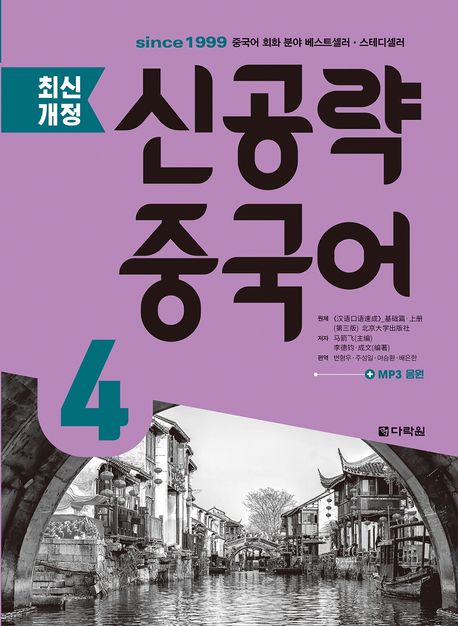 since 1999 중국어 회화 분야 베스트셀러・스테디셀러
최신
개정
신공략
중국어
4
원제 《汉语口语速成》_基础篇·上册
(第三版) 北京大学出版社
저자 马箭飞(主编)
李德钧·成文(编著)
편역 변형우·주성일·여승환·배은한
+ MP3 음원
다락원